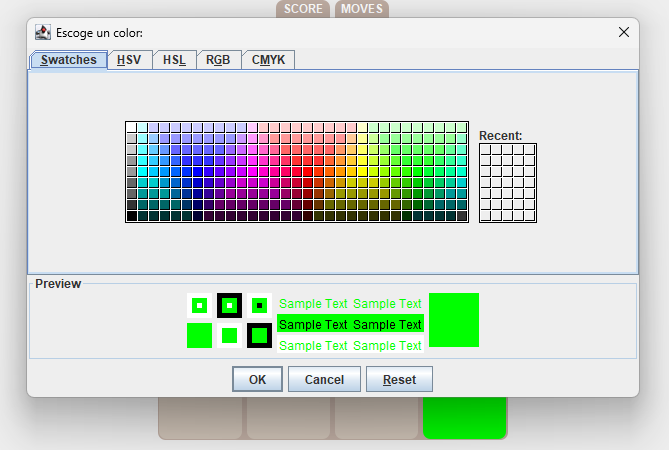 SCORE MOVES
Escoge un color:
Swatches HSV HSL RGB CMYK
Recent:
Preview
Sample Text Sample Text
Sample Text Sample Text
Sample Text Sample Text
OK Cancel Reset